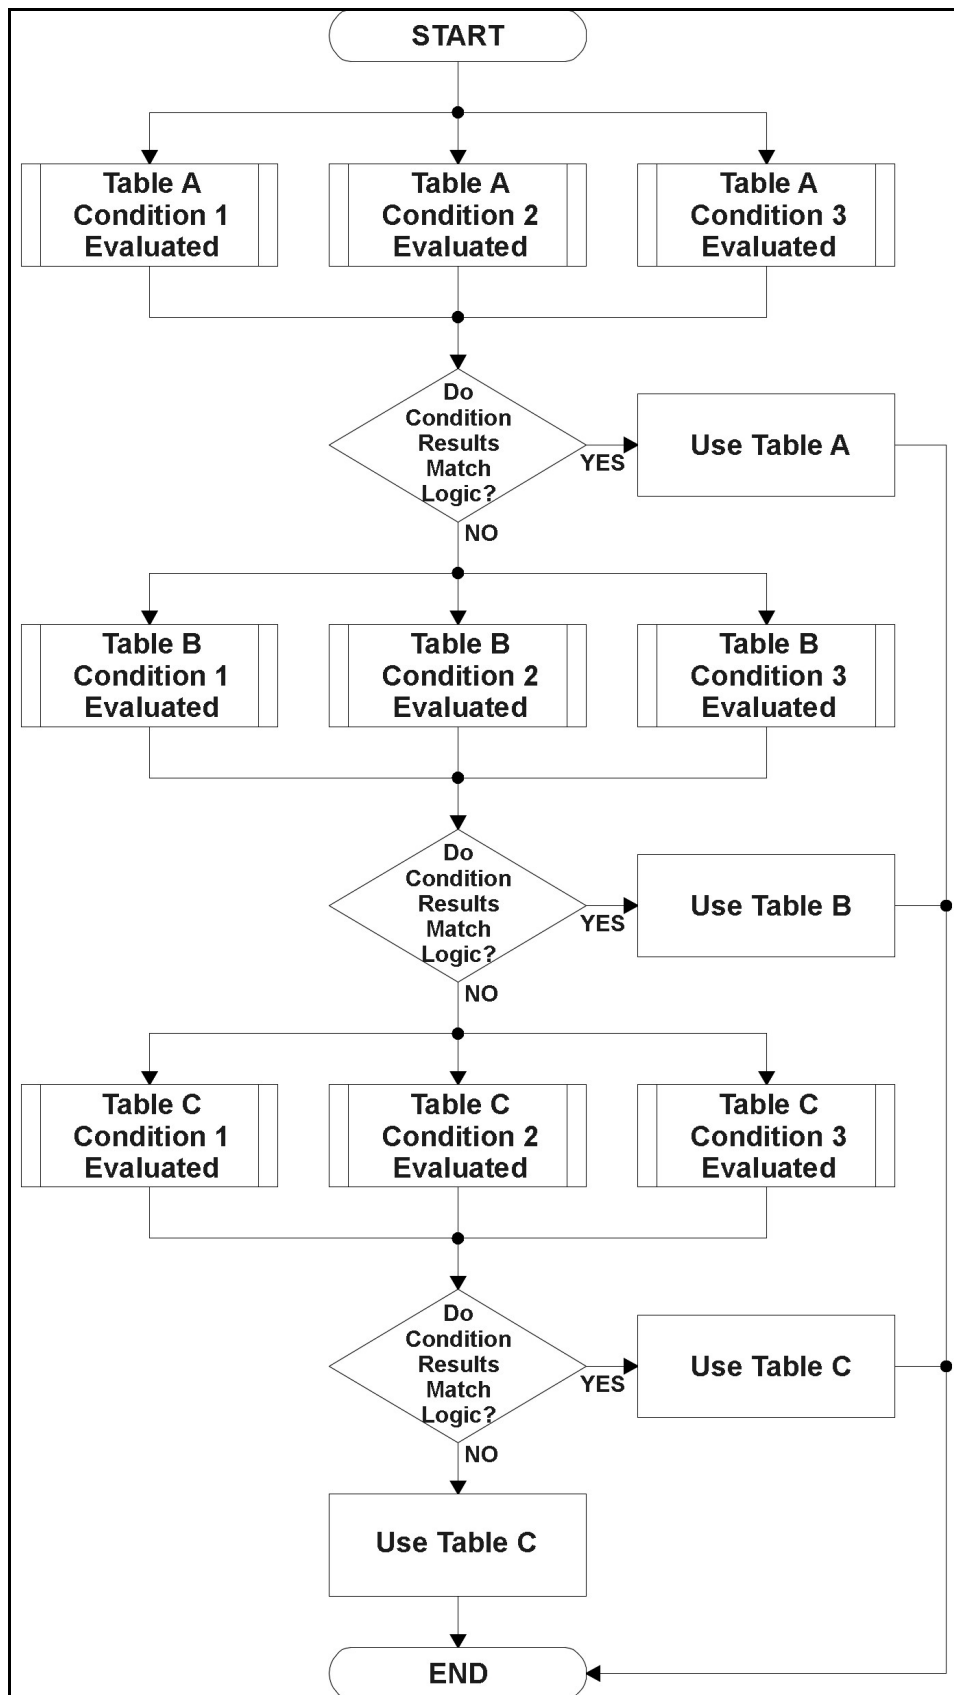 START
Table A
Condition 1
Evaluated
Table A
Condition 2
Evaluated
Table A
Condition 3
Evaluated
Do
Condition
Results
Match
Logic?
YES
Use Table A
NO
Table B
Condition 1
Evaluated
Table B
Condition 2
Evaluated
Table B
Condition 3
Evaluated
Do
Condition
Results
Match
Logic?
YES
Use Table B
NO
Table C
Condition 1
Evaluated
Table C
Condition 2
Evaluated
Table C
Condition 3
Evaluated
Do
Condition
Results
Match
Logic?
YES
Use Table C
NO
Use Table C
END